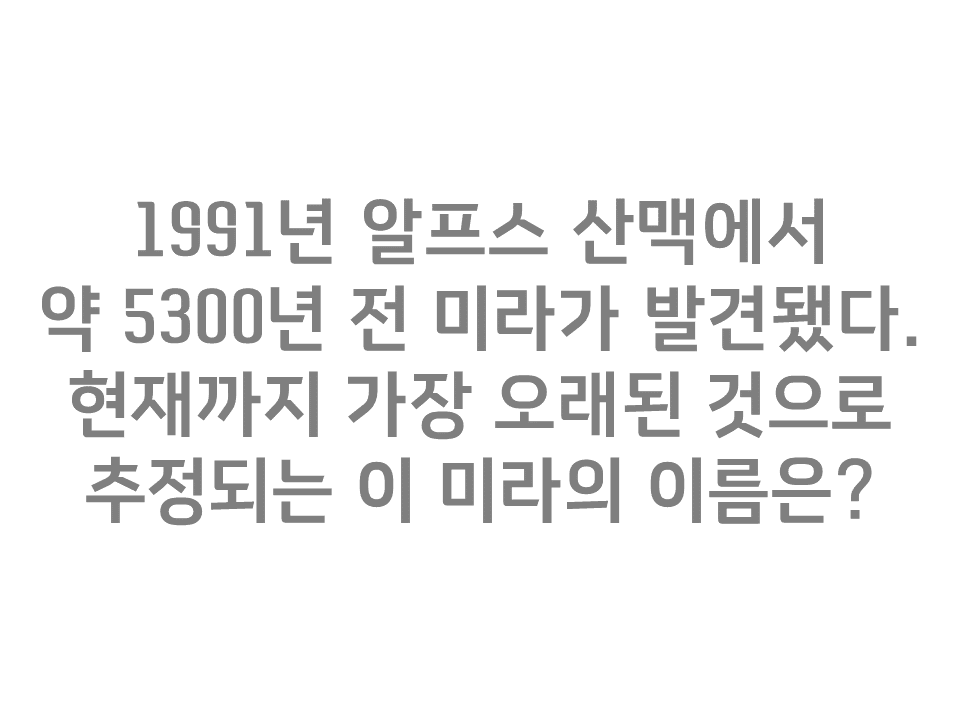 1991년 알프스 산맥에서
약 5300년 전 미라가 발견됐다.
현재까지 가장 오래된 것으로
추정되는 이 미라의 이름은?